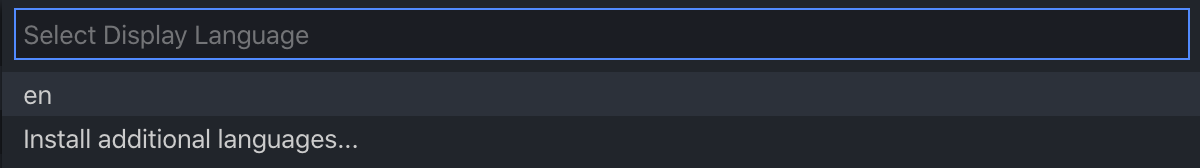 Select Display Language
en
Install additional languages...